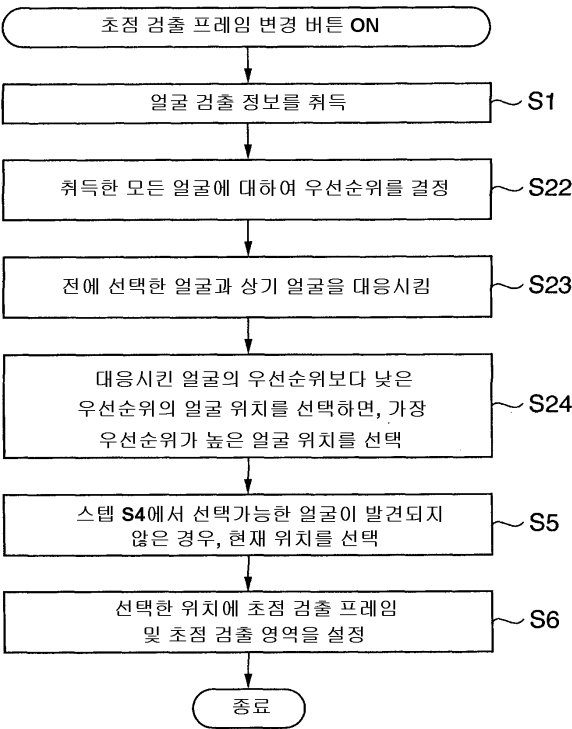 초점 검출 프레임 변경 버튼 ON
얼굴 검출 정보를 취득
S1
취득한 모든 얼굴에 대하여 우선순위를 결정
S22
전에 선택한 얼굴과 상기 얼굴을 대응시킴
S23
대응시킨 얼굴의 우선순위보다 낮은
우선순위의 얼굴 위치를 선택하면, 가장
우선순위가 높은 얼굴 위치를 선택
S24
스텝 S4에서 선택가능한 얼굴이 발견되지
않은 경우, 현재 위치를 선택
S5
선택한 위치에 초점 검출 프레임
및 초점 검출 영역을 설정
S6
종료